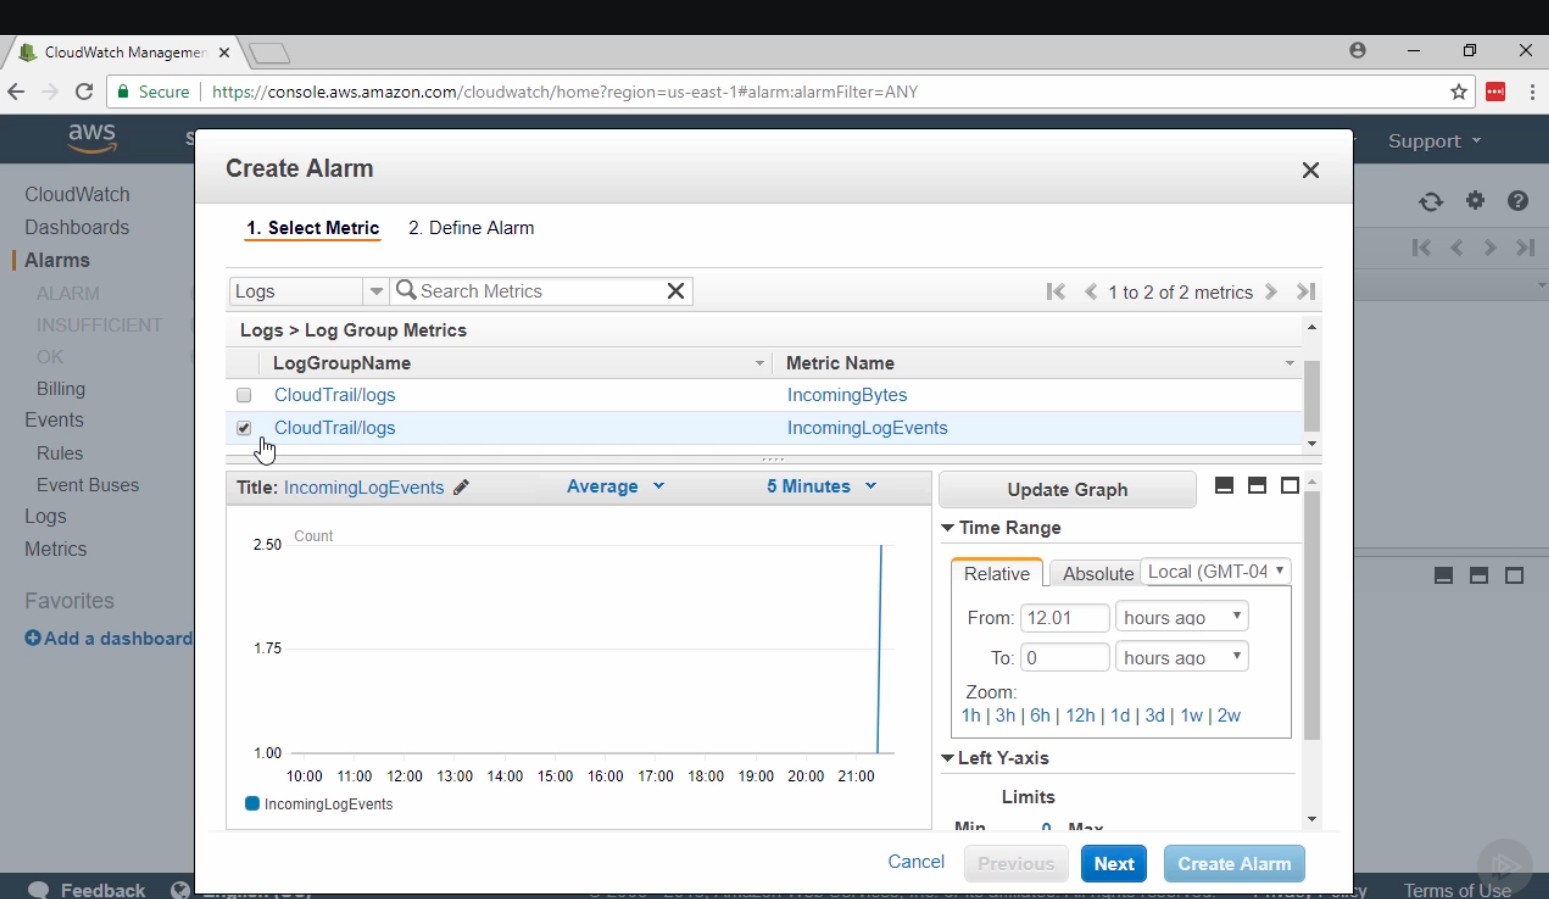 CloudWatch Managemen
Secure
https://console.aws.amazon.com/cloudwatch/home?region=us-east-1#alarm:alarmFilter=ANY
aws
S
Support
Create Alarm
CloudWatch
Dashboards
Alarms
ALARM
INSUFFICIENT
OK
Billing
Events
Rules
Event Buses
Logs
Metrics
Favorites
Add a dashboard
1. Select Metric 2. Define Alarm
Logs Search Metrics 1 to 2 of 2 metrics
Logs > Log Group Metrics
LogGroupName Metric Name
CloudTrail/logs IncomingBytes
CloudTrail/logs IncomingLogEvents
Title: IncomingLogEvents Average 5 Minutes
Count
2.50
1.75
1.00
10:00 11:00 12:00 13:00 14:00 15:00 16:00 17:00 18:00 19:00 20:00 21:00
IncomingLogEvents
Update Graph
Time Range
Relative Absolute Local (GMT-04
From: 12.01 hours ago
To: 0 hours ago
Zoom:
1h | 3h | 6h | 12h | 1d | 3d | 1w | 2w
Left Y-axis
Limits
Min 0 Max
Cancel Previous Next Create Alarm
Feedback English (US) Privacy Policy Terms of Use